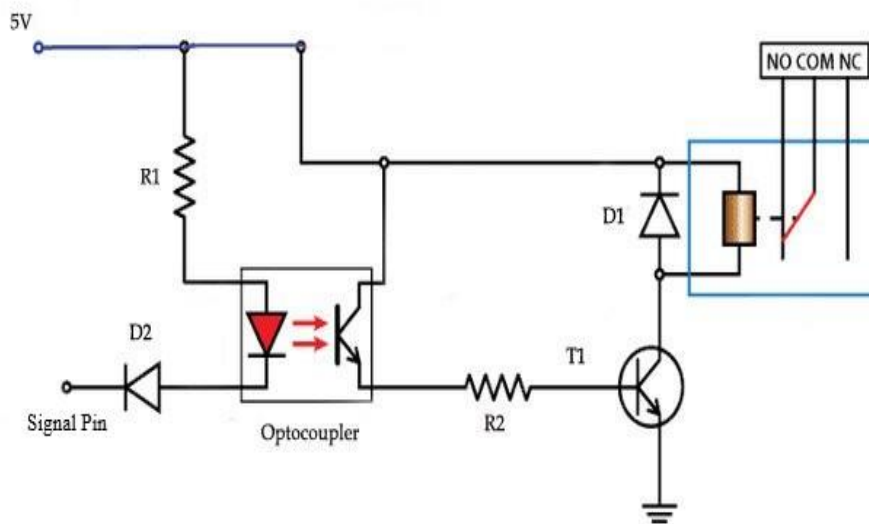 5V
NO COM NC
R1
D1
D2
T1
Signal Pin
Optocoupler
R2